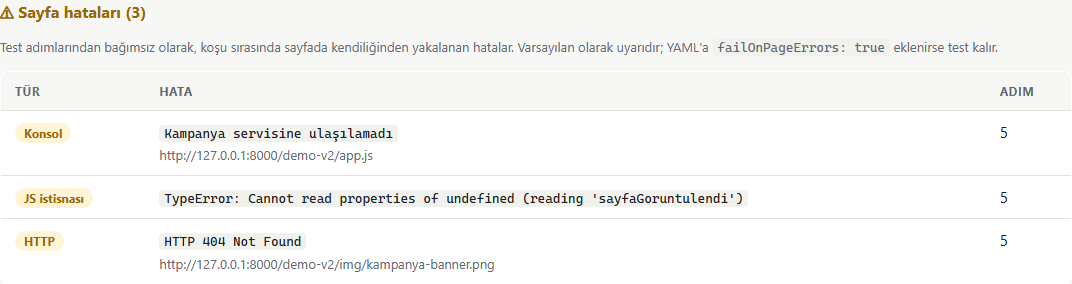 ⚠ Sayfa hataları (3)
Test adımlarından bağımsız olarak, koşu sırasında sayfada kendiliğinden yakalanan hatalar. Varsayılan olarak uyarıdır; YAML'a failOnPageErrors: true eklenirse test kalır.
TÜR HATA ADIM
Konsol Kampanya servisine ulaşılamadı 5
http://127.0.0.1:8000/demo-v2/app.js
JS istisnası TypeError: Cannot read properties of undefined (reading 'sayfaGoruntulendi') 5
HTTP HTTP 404 Not Found 5
http://127.0.0.1:8000/demo-v2/img/kampanya-banner.png